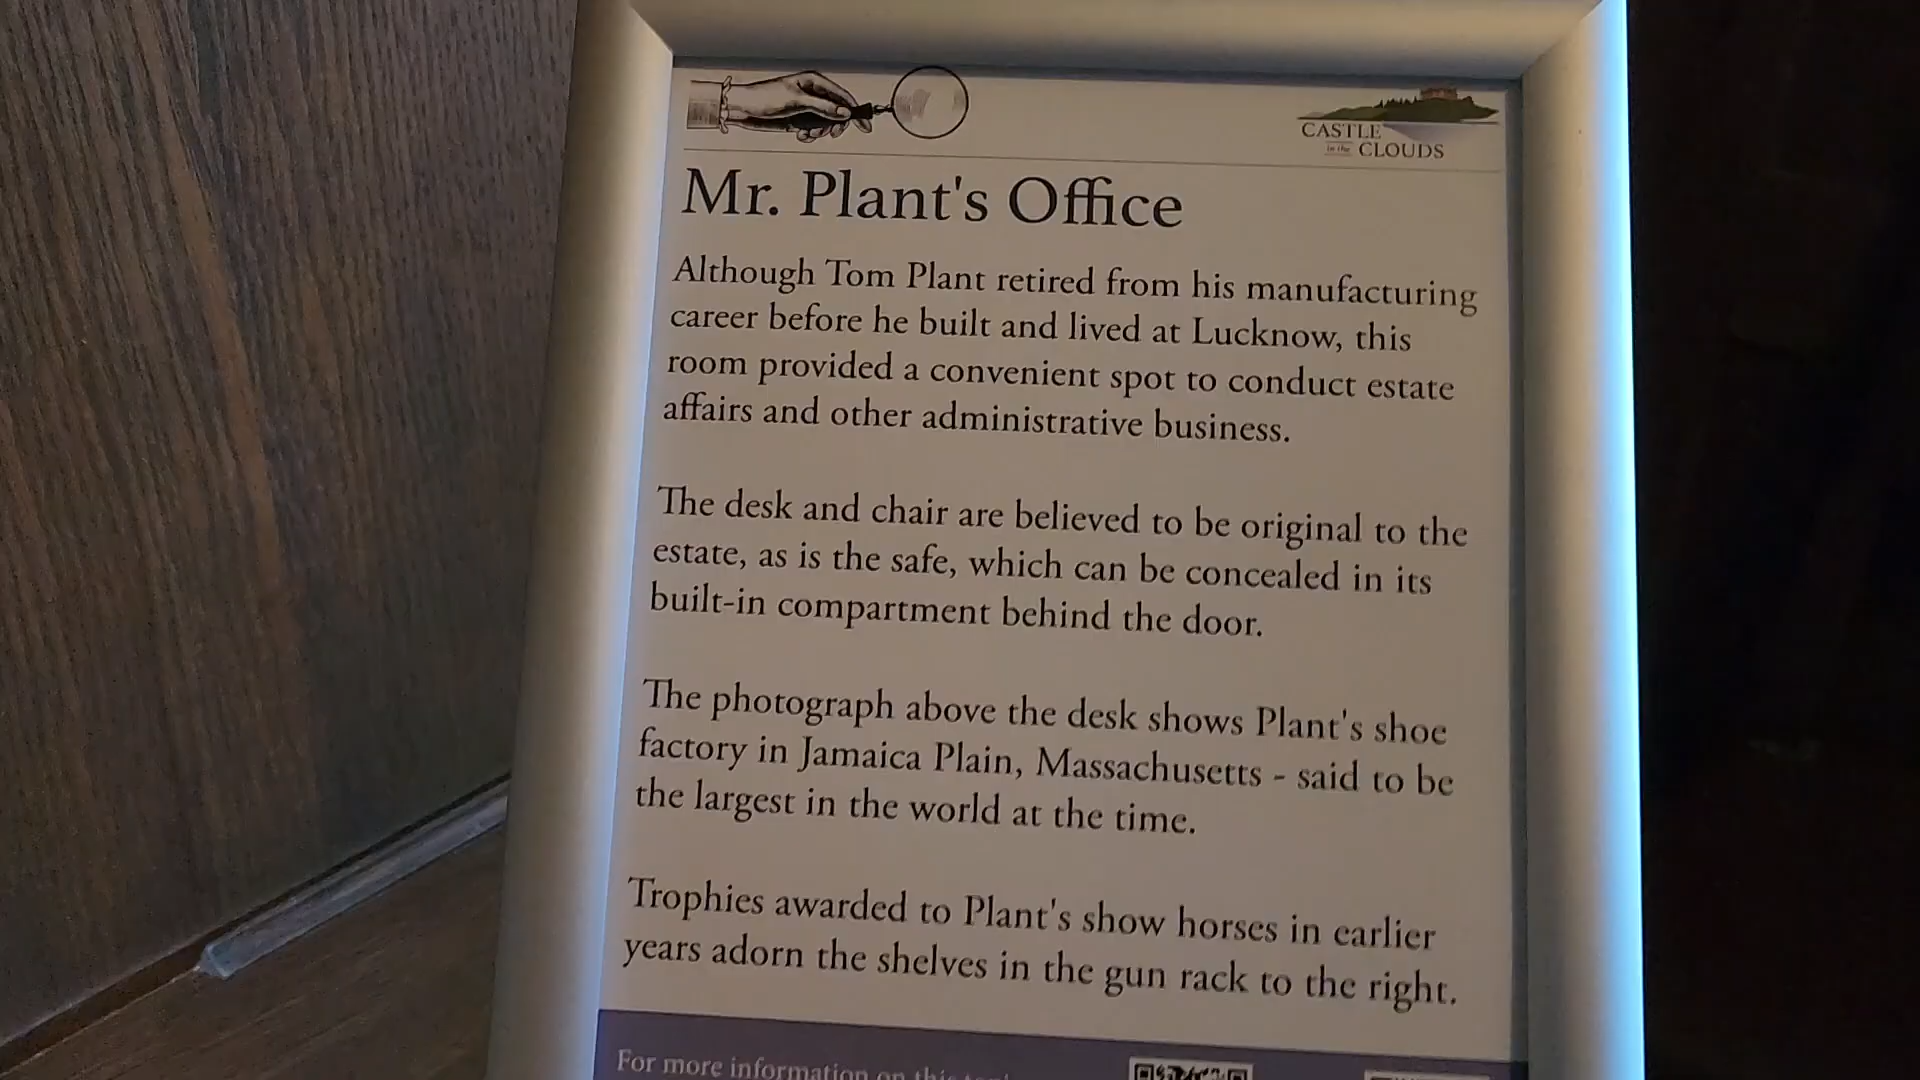 CASTLE
in the CLOUDS
Mr. Plant's Office
Although Tom Plant retired from his manufacturing
career before he built and lived at Lucknow, this
room provided a convenient spot to conduct estate
affairs and other administrative business.
The desk and chair are believed to be original to the
estate, as is the safe, which can be concealed in its
built-in compartment behind the door.
The photograph above the desk shows Plant's shoe
factory in Jamaica Plain, Massachusetts - said to be
the largest in the world at the time.
Trophies awarded to Plant's show horses in earlier
years adorn the shelves in the gun rack to the right.
For more information on this